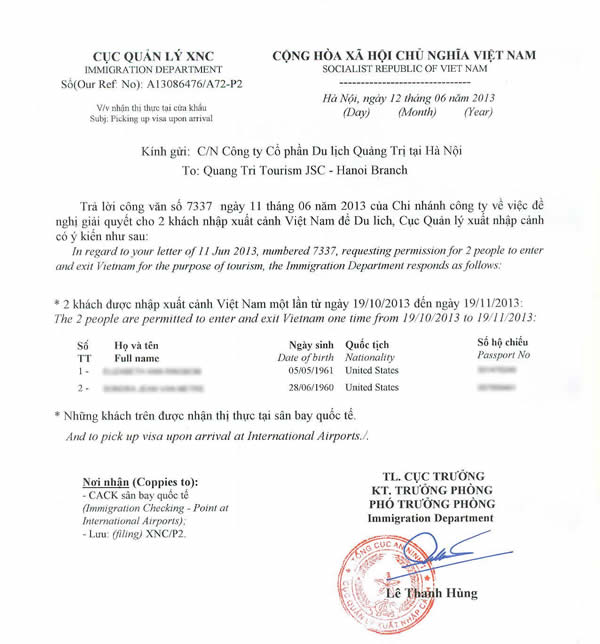 CỤC QUẢN LÝ XNC
IMMIGRATION DEPARTMENT
Số(Our Ref: No): A13086476/A72-P2
V/v nhận thị thực tại cửa khẩu
Subj: Picking up visa upon arrival
CỘNG HÒA XÃ HỘI CHỦ NGHĨA VIỆT NAM
SOCIALIST REPUBLIC OF VIET NAM
Hà Nội, ngày 12 tháng 06 năm 2013
(Day) (Month) (Year)
Kính gửi: C/N Công ty Cổ phần Du lịch Quảng Trị tại Hà Nội
To: Quang Tri Tourism JSC - Hanoi Branch
Trả lời công văn số 7337 ngày 11 tháng 06 năm 2013 của Chi nhánh công ty về việc đề
nghị giải quyết cho 2 khách nhập xuất cảnh Việt Nam để Du lich, Cục Quản lý xuất nhập cảnh
có ý kiến như sau:
In regard to your letter of 11 Jun 2013, numbered 7337, requesting permission for 2 people to enter
and exit Vietnam for the purpose of tourism, the Immigration Department responds as follows:
* 2 khách được nhập xuất cảnh Việt Nam một lần từ ngày 19/10/2013 đến ngày 19/11/2013:
The 2 people are permitted to enter and exit Vietnam one time from 19/10/2013 to 19/11/2013:
Số Họ và tên Ngày sinh Quốc tịch Số hộ chiếu
TT Full name Date of birth Nationality Passport No
1 - 05/05/1961 United States
2 - 28/06/1960 United States
* Những khách trên được nhận thị thực tại sân bay quốc tế.
And to pick up visa upon arrival at International Airports./.
Nơi nhận (Coppies to):
- CACK sân bay quốc tế
(Immigration Checking - Point at
International Airports);
- Lưu: (filing) XNC/P2.
TL. CỤC TRƯỞNG
KT. TRƯỞNG PHÒNG
PHÓ TRƯỞNG PHÒNG
Immigration Department
TỔNG CỤC AN NINH
CỤC QUẢN LÝ XUẤT NHẬP CẢNH
Lê Thanh Hùng